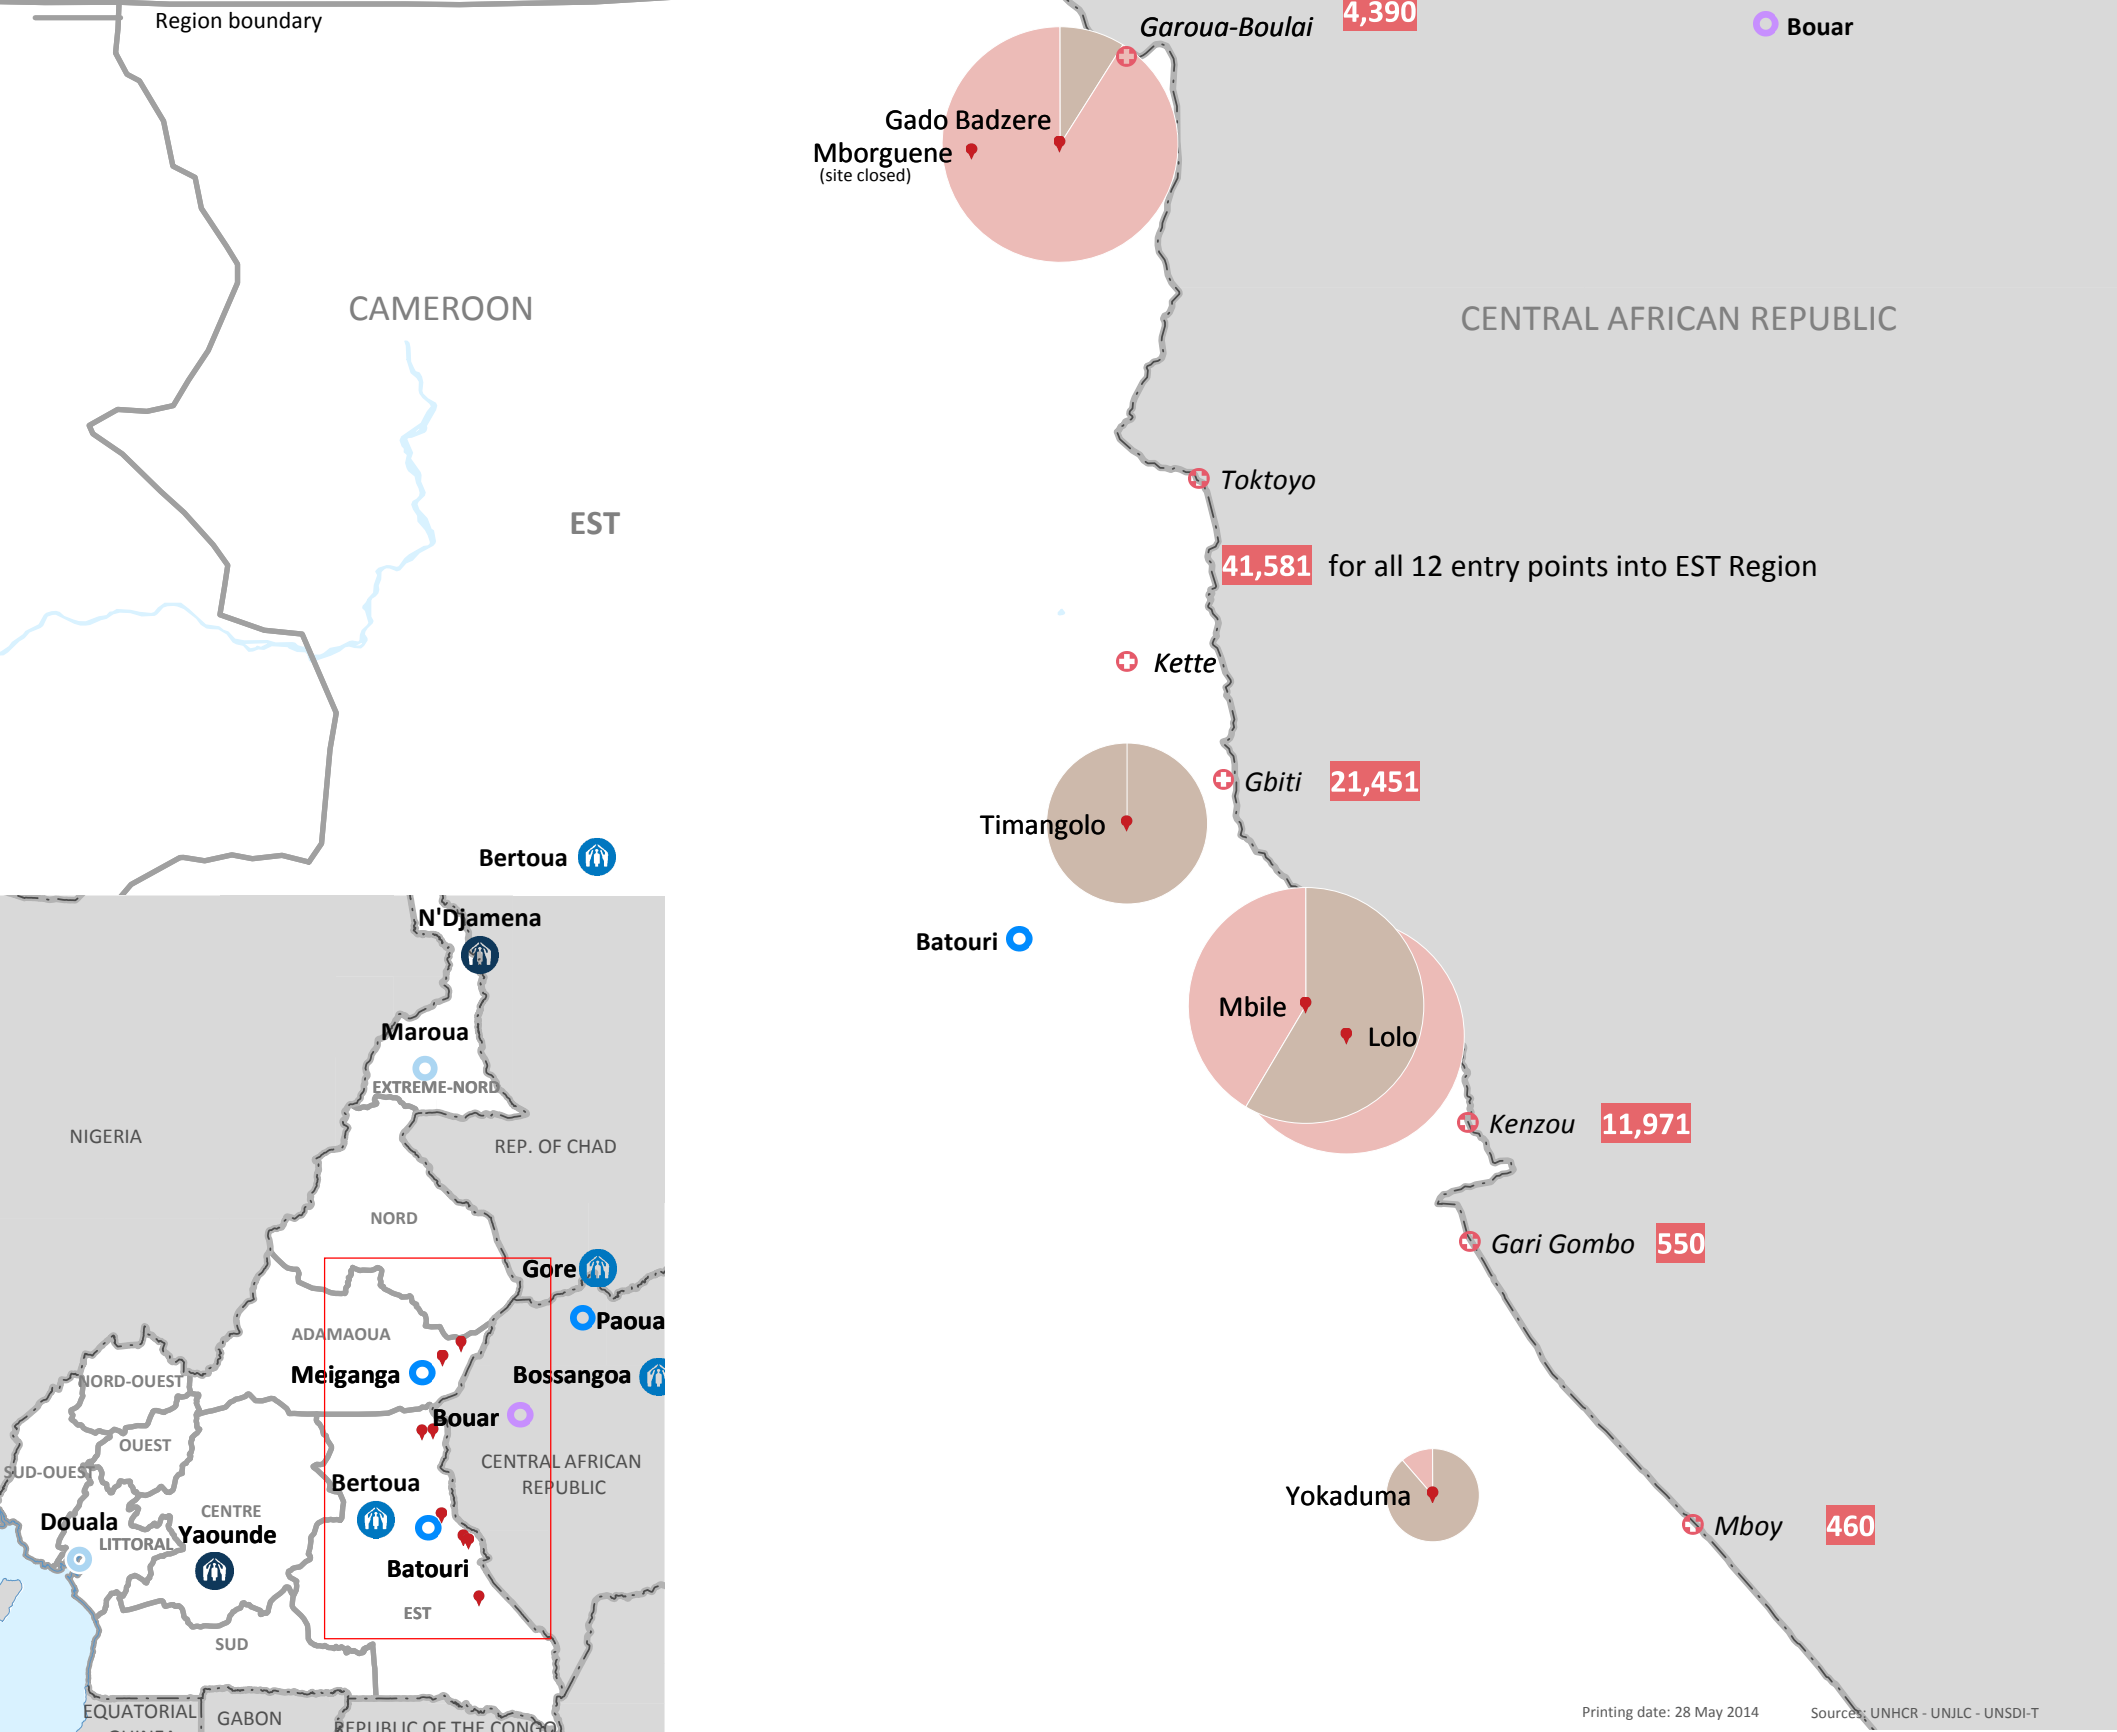 Region boundary
Garoua-Boulai
4,390
Bouar
Gado Badzere
Mborguene
(site closed)
CAMEROON
CENTRAL AFRICAN REPUBLIC
Toktoyo
EST
41,581 for all 12 entry points into EST Region
Kette
Gbiti 21,451
Timangolo
Bertoua
Batouri
Mbile
Lolo
Kenzou 11,971
Gari Gombo 550
Yokaduma
Mboy 460
N'Djamena
Maroua
EXTREME-NORD
NIGERIA
REP. OF CHAD
NORD
Gore
Paoua
ADAMAOUA
Meiganga
Bossangoa
NORD-OUEST
Bouar
OUEST
CENTRAL AFRICAN
REPUBLIC
SUD-OUEST
Bertoua
CENTRE
Douala
Yaounde
LITTORAL
Batouri
EST
SUD
EQUATORIAL
GABON
REPUBLIC OF THE CONGO
Printing date: 28 May 2014 Sources: UNHCR - UNJLC - UNSDI-T